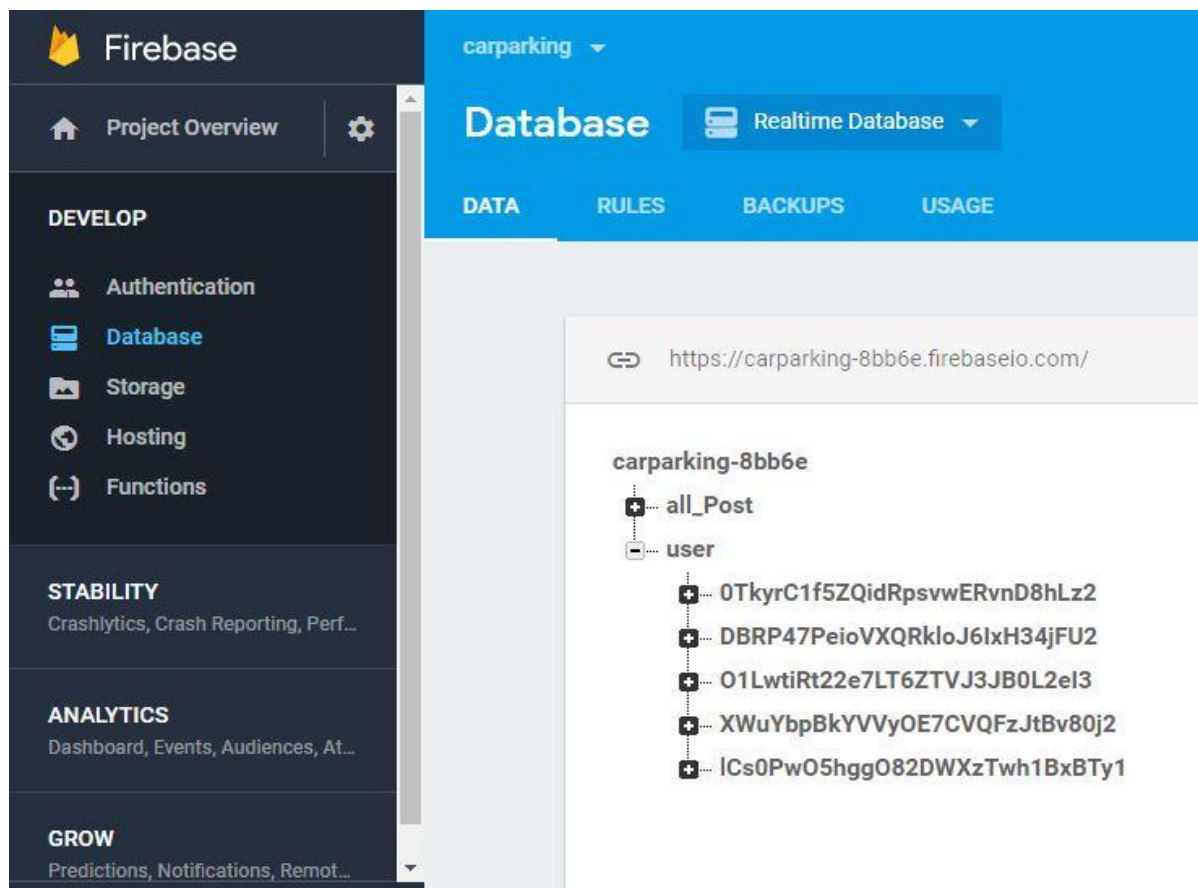 Firebase
Project Overview
DEVELOP
Authentication
Database
Storage
Hosting
Functions
STABILITY
Crashlytics, Crash Reporting, Perf...
ANALYTICS
Dashboard, Events, Audiences, At...
GROW
Predictions, Notifications, Remot...
carparking
Database Realtime Database
DATA RULES BACKUPS USAGE
https://carparking-8bb6e.firebaseio.com/
carparking-8bb6e
all_Post
user
0TkyrC1f5ZQidRpsvwERvnD8hLz2
DBRP47PeioVXQRkloJ6IxH34jFU2
O1LwtiRt22e7LT6ZTVJ3JB0L2eI3
XWuYbpBkYVVyOE7CVQFzJtBv80j2
lCs0PwO5hggO82DWXzTwh1BxBTy1